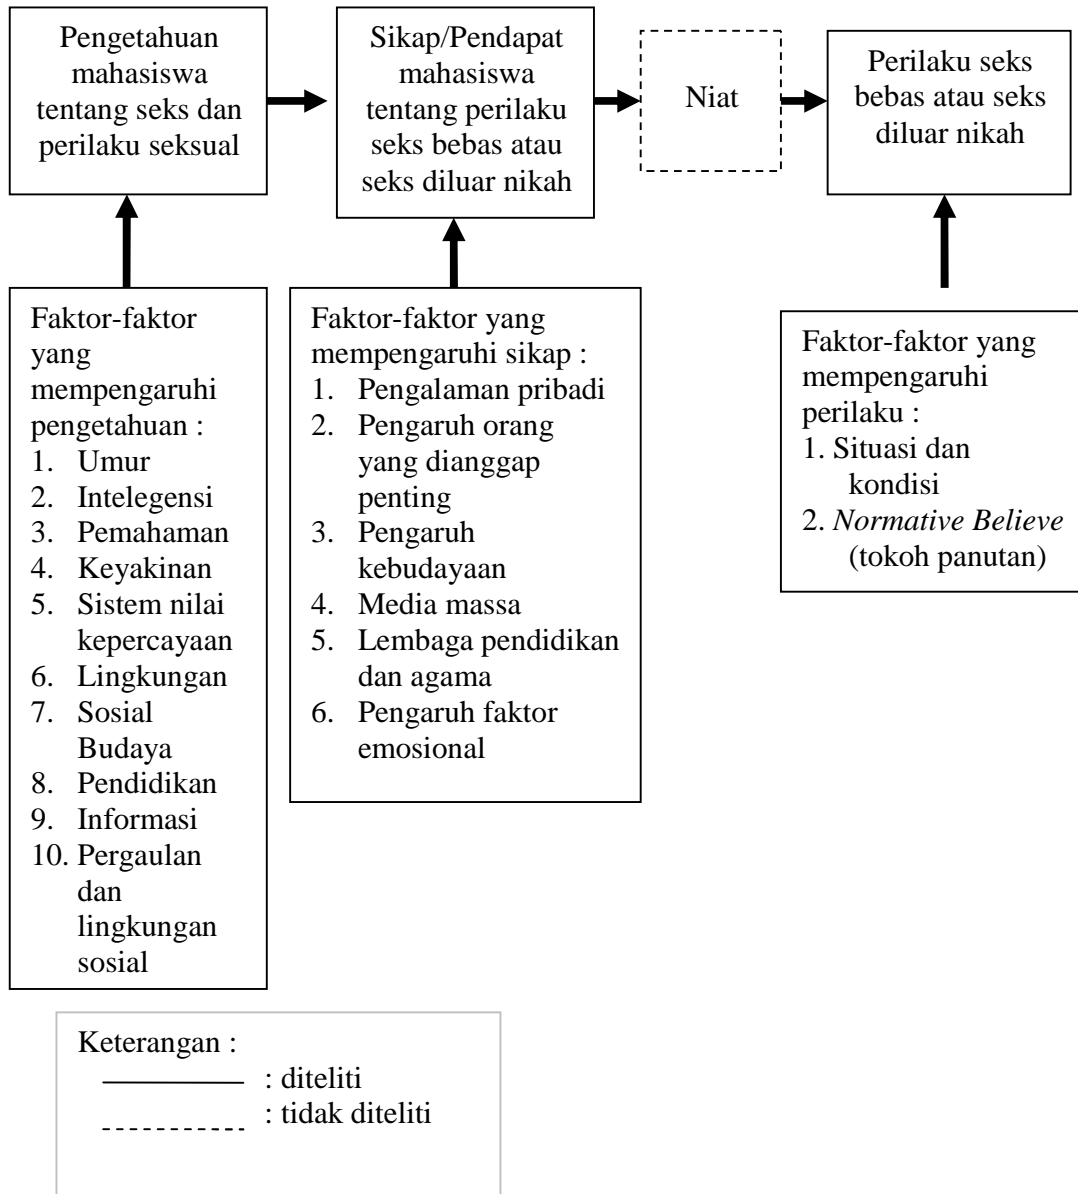 Pengetahuan
mahasiswa
tentang seks dan
perilaku seksual
Sikap/Pendapat
mahasiswa
tentang perilaku
seks bebas atau
seks diluar nikah
Niat
Perilaku seks
bebas atau seks
diluar nikah
Faktor-faktor
yang
mempengaruhi
pengetahuan :
1. Umur
2. Intelegensi
3. Pemahaman
4. Keyakinan
5. Sistem nilai
kepercayaan
6. Lingkungan
7. Sosial
Budaya
8. Pendidikan
9. Informasi
10. Pergaulan
dan
lingkungan
sosial
Faktor-faktor yang
mempengaruhi sikap :
1. Pengalaman pribadi
2. Pengaruh orang
yang dianggap
penting
3. Pengaruh
kebudayaan
4. Media massa
5. Lembaga pendidikan
dan agama
6. Pengaruh faktor
emosional
Faktor-faktor yang
mempengaruhi
perilaku :
1. Situasi dan
kondisi
2. Normative Believe
(tokoh panutan)
Keterangan :
: diteliti
: tidak diteliti